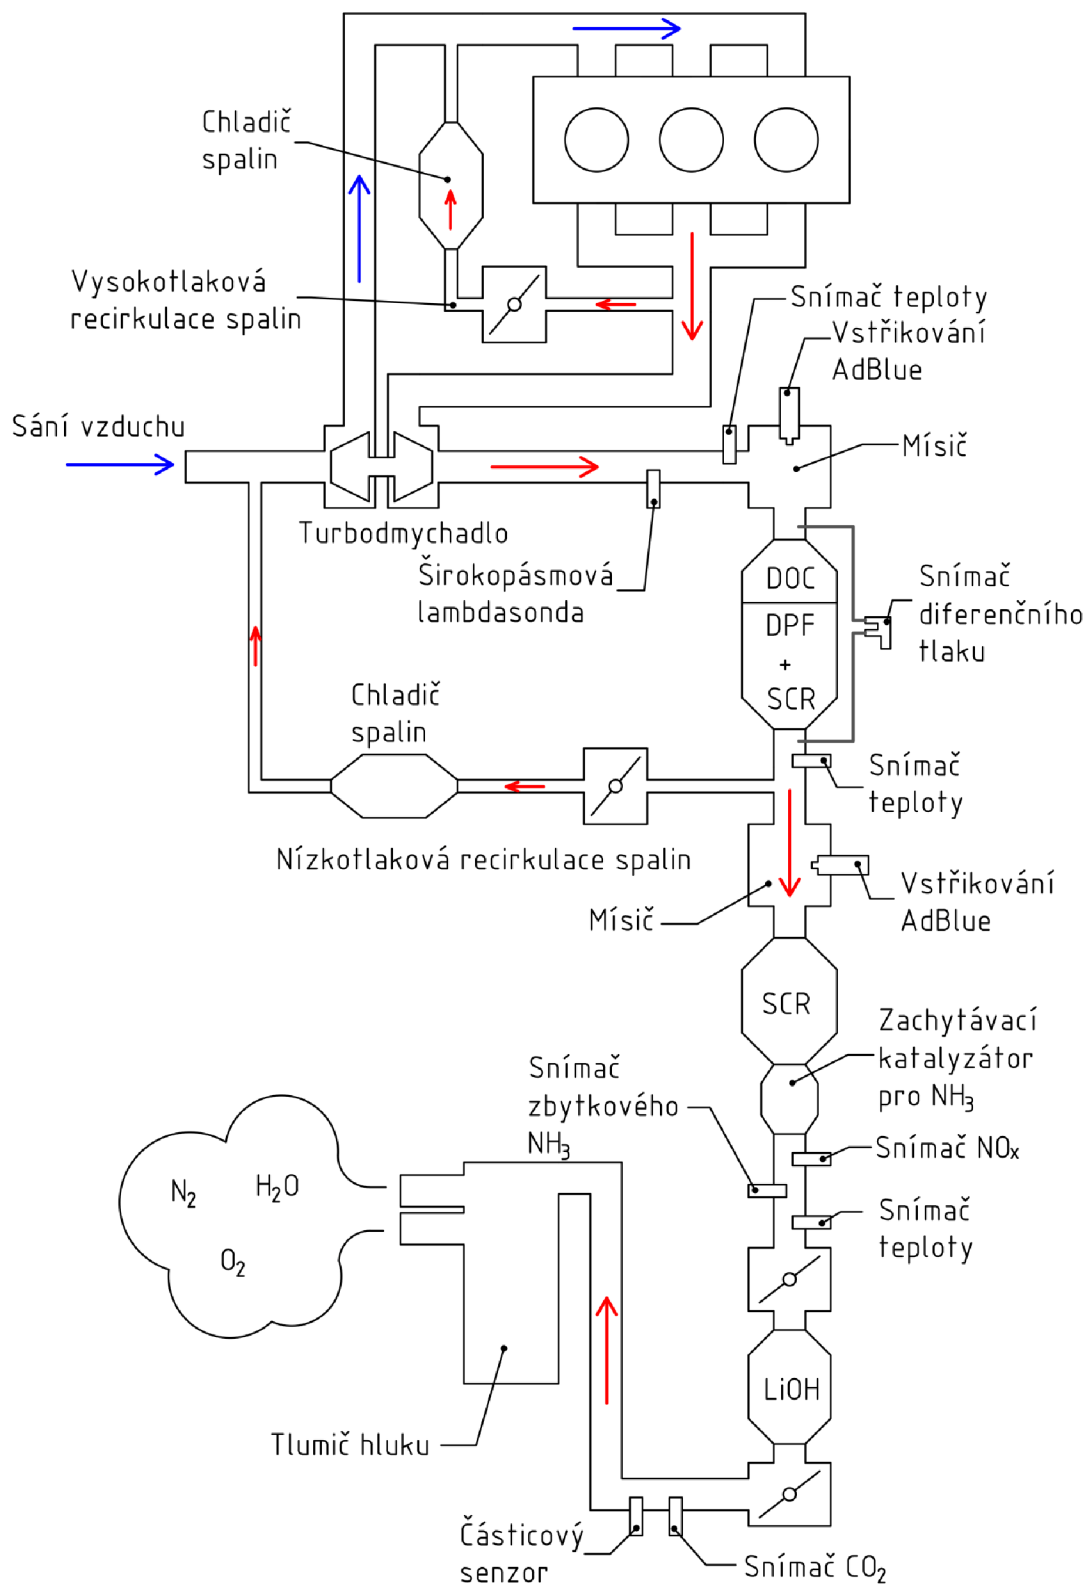 Chladič
spalin
Vysokotlaková
recirkulace spalin
Snímač teploty
Vstřikování
AdBlue
Sání vzduchu
Mísič
Turbodmychadlo
Širokopásmová
lambdasonda
DOC
DPF
+
SCR
Snímač
diferenčního
tlaku
Chladič
spalin
Snímač
teploty
Nízkotlaková recirkulace spalin
Vstřikování
AdBlue
Mísič
SCR
Zachytávací
katalyzátor
pro NH₃
Snímač
zbytkového
NH₃
Snímač NOₓ
N₂
H₂O
O₂
Snímač
teploty
LiOH
Tlumič hluku
Částicový
senzor
Snímač CO₂